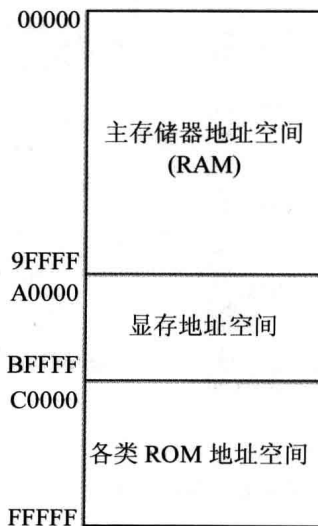 00000
主存储器地址空间
(RAM)
9FFFF
A0000
显存地址空间
BFFFF
C0000
各类 ROM 地址空间
FFFFF